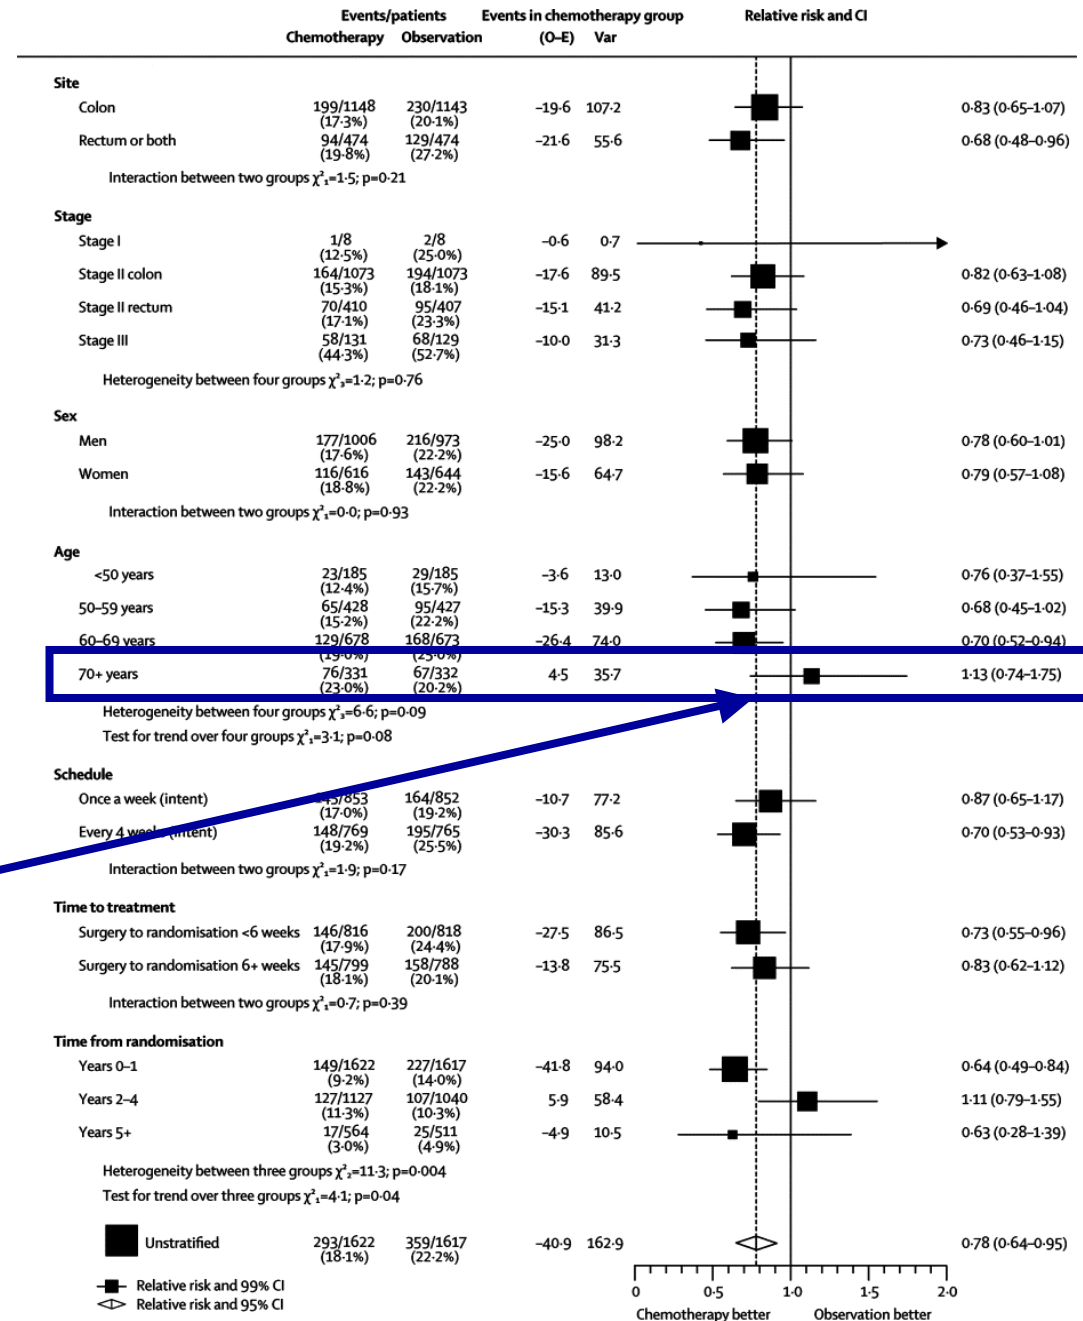 Events/patients Events in chemotherapy group Relative risk and CI
Chemotherapy Observation (O–E) Var
Site
Colon 199/1148 230/1143 –19·6 107·2 0·83 (0·65–1·07)
(17·3%) (20·1%)
Rectum or both 94/474 129/474 –21·6 55·6 0·68 (0·48–0·96)
(19·8%) (27·2%)
Interaction between two groups χ²₁=1·5; p=0·21
Stage
Stage I 1/8 2/8 –0·6 0·7
(12·5%) (25·0%)
Stage II colon 164/1073 194/1073 –17·6 89·5 0·82 (0·63–1·08)
(15·3%) (18·1%)
Stage II rectum 70/410 95/407 –15·1 41·2 0·69 (0·46–1·04)
(17·1%) (23·3%)
Stage III 58/131 68/129 –10·0 31·3 0·73 (0·46–1·15)
(44·3%) (52·7%)
Heterogeneity between four groups χ²₃=1·2; p=0·76
Sex
Men 177/1006 216/973 –25·0 98·2 0·78 (0·60–1·01)
(17·6%) (22·2%)
Women 116/616 143/644 –15·6 64·7 0·79 (0·57–1·08)
(18·8%) (22·2%)
Interaction between two groups χ²₁=0·0; p=0·93
Age
<50 years 23/185 29/185 –3·6 13·0 0·76 (0·37–1·55)
(12·4%) (15·7%)
50–59 years 65/428 95/427 –15·3 39·9 0·68 (0·45–1·02)
(15·2%) (22·2%)
60–69 years 129/678 168/673 –26·4 74·0 0·70 (0·52–0·94)
(19·0%) (25·0%)
70+ years 76/331 67/332 4·5 35·7 1·13 (0·74–1·75)
(23·0%) (20·2%)
Heterogeneity between four groups χ²₃=6·6; p=0·09
Test for trend over four groups χ²₁=3·1; p=0·08
Schedule
Once a week (intent) 164/852 –10·7 77·2 0·87 (0·65–1·17)
(17·0%) (19·2%)
Every 4 weeks (intent) 148/769 195/765 –30·3 85·6 0·70 (0·53–0·93)
(19·2%) (25·5%)
Interaction between two groups χ²₁=1·9; p=0·17
Time to treatment
Surgery to randomisation <6 weeks 146/816 200/818 –27·5 86·5 0·73 (0·55–0·96)
(17·9%) (24·4%)
Surgery to randomisation 6+ weeks 145/799 158/788 –13·8 75·5 0·83 (0·62–1·12)
(18·1%) (20·1%)
Interaction between two groups χ²₁=0·7; p=0·39
Time from randomisation
Years 0–1 149/1622 227/1617 –41·8 94·0 0·64 (0·49–0·84)
(9·2%) (14·0%)
Years 2–4 127/1127 107/1040 5·9 58·4 1·11 (0·79–1·55)
(11·3%) (10·3%)
Years 5+ 17/564 25/511 –4·9 10·5 0·63 (0·28–1·39)
(3·0%) (4·9%)
Heterogeneity between three groups χ²₂=11·3; p=0·004
Test for trend over three groups χ²₁=4·1; p=0·04
Unstratified 293/1622 359/1617 –40·9 162·9 0·78 (0·64–0·95)
(18·1%) (22·2%)
Relative risk and 99% CI
Relative risk and 95% CI
0 0·5 1·0 1·5 2·0
Chemotherapy better Observation better